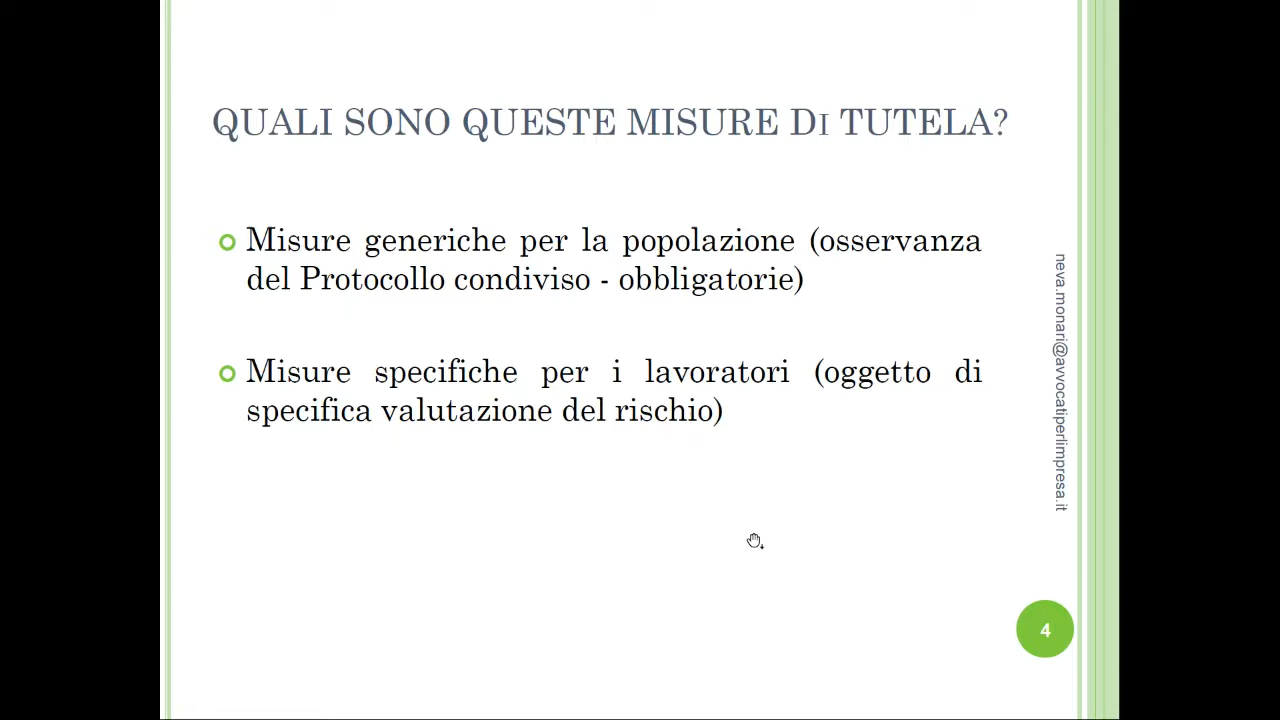 QUALI SONO QUESTE MISURE DI TUTELA?
Misure generiche per la popolazione (osservanza
del Protocollo condiviso - obbligatorie)
Misure specifiche per i lavoratori (oggetto di
specifica valutazione del rischio)
neva.monari@avvocatiperlimpresa.it
4